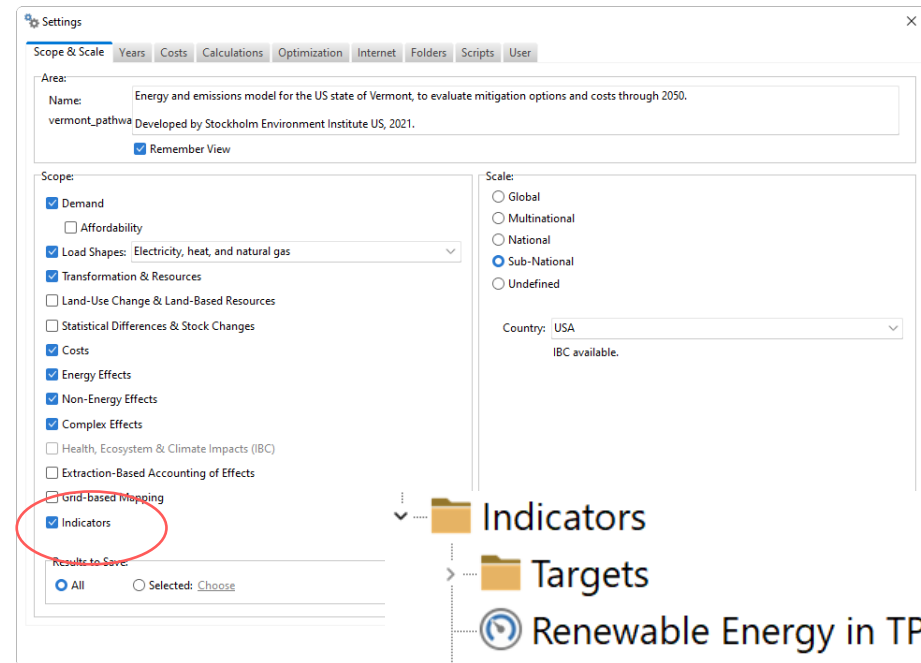 Settings
Scope & Scale Years Costs Calculations Optimization Internet Folders Scripts User
Area:
Name:
vermont_pathwa
Energy and emissions model for the US state of Vermont, to evaluate mitigation options and costs through 2050.
Developed by Stockholm Environment Institute US, 2021.
Remember View
Scope:
Demand
Affordability
Load Shapes: Electricity, heat, and natural gas
Transformation & Resources
Land-Use Change & Land-Based Resources
Statistical Differences & Stock Changes
Costs
Energy Effects
Non-Energy Effects
Complex Effects
Health, Ecosystem & Climate Impacts (IBC)
Extraction-Based Accounting of Effects
Grid-based Mapping
Indicators
Results to Save:
All Selected: Choose
Scale:
Global
Multinational
National
Sub-National
Undefined
Country: USA
IBC available.
Indicators
Targets
Renewable Energy in TP